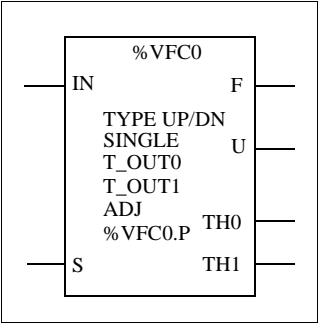 %VFC0
IN F
TYPE UP/DN
SINGLE U
T_OUT0
T_OUT1
ADJ
%VFC0.P TH0
S TH1